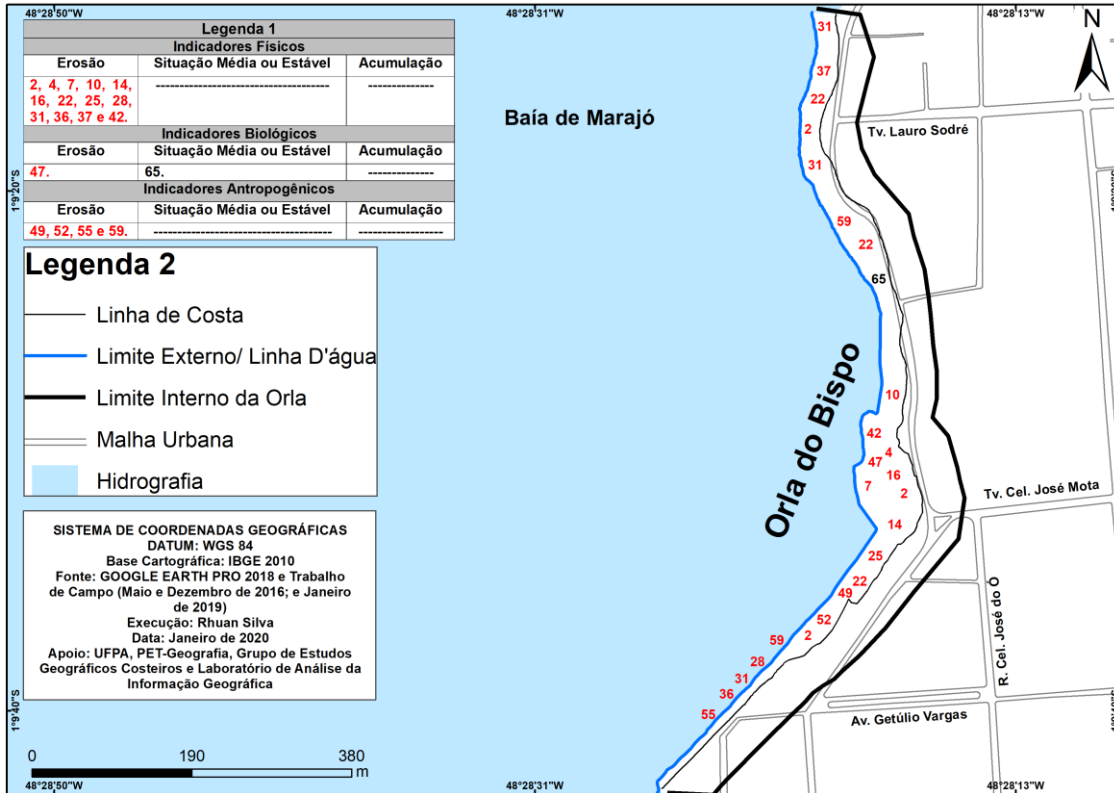 48°28'50"W
48°28'31"W
48°28'13"W
Legenda 1
Indicadores Físicos
Erosão Situação Média ou Estável Acumulação
2, 4, 7, 10, 14, ------------------------------------- --------------
16, 22, 25, 28,
31, 36, 37 e 42.
Indicadores Biológicos
Erosão Situação Média ou Estável Acumulação
47. 65. --------------
Indicadores Antropogênicos
Erosão Situação Média ou Estável Acumulação
49, 52, 55 e 59. -------------------------------------- ------------------
Legenda 2
Linha de Costa
Limite Externo/ Linha D'água
Limite Interno da Orla
Malha Urbana
Hidrografia
SISTEMA DE COORDENADAS GEOGRÁFICAS
DATUM: WGS 84
Base Cartográfica: IBGE 2010
Fonte: GOOGLE EARTH PRO 2018 e Trabalho
de Campo (Maio e Dezembro de 2016; e Janeiro
de 2019)
Execução: Rhuan Silva
Data: Janeiro de 2020
Apoio: UFPA, PET-Geografia, Grupo de Estudos
Geográficos Costeiros e Laboratório de Análise da
Informação Geográfica
0 190 380
m
1°9'20"S
1°9'40"S
Baía de Marajó
Orla do Bispo
N
31
37
22
2
31
59
22
65
10
42
4
47
16
7
2
14
25
22
49
52
2
59
28
31
36
55
Tv. Lauro Sodré
Tv. Cel. José Mota
R. Cel. José do Ó
Av. Getúlio Vargas
48°28'50"W
48°28'31"W
48°28'13"W